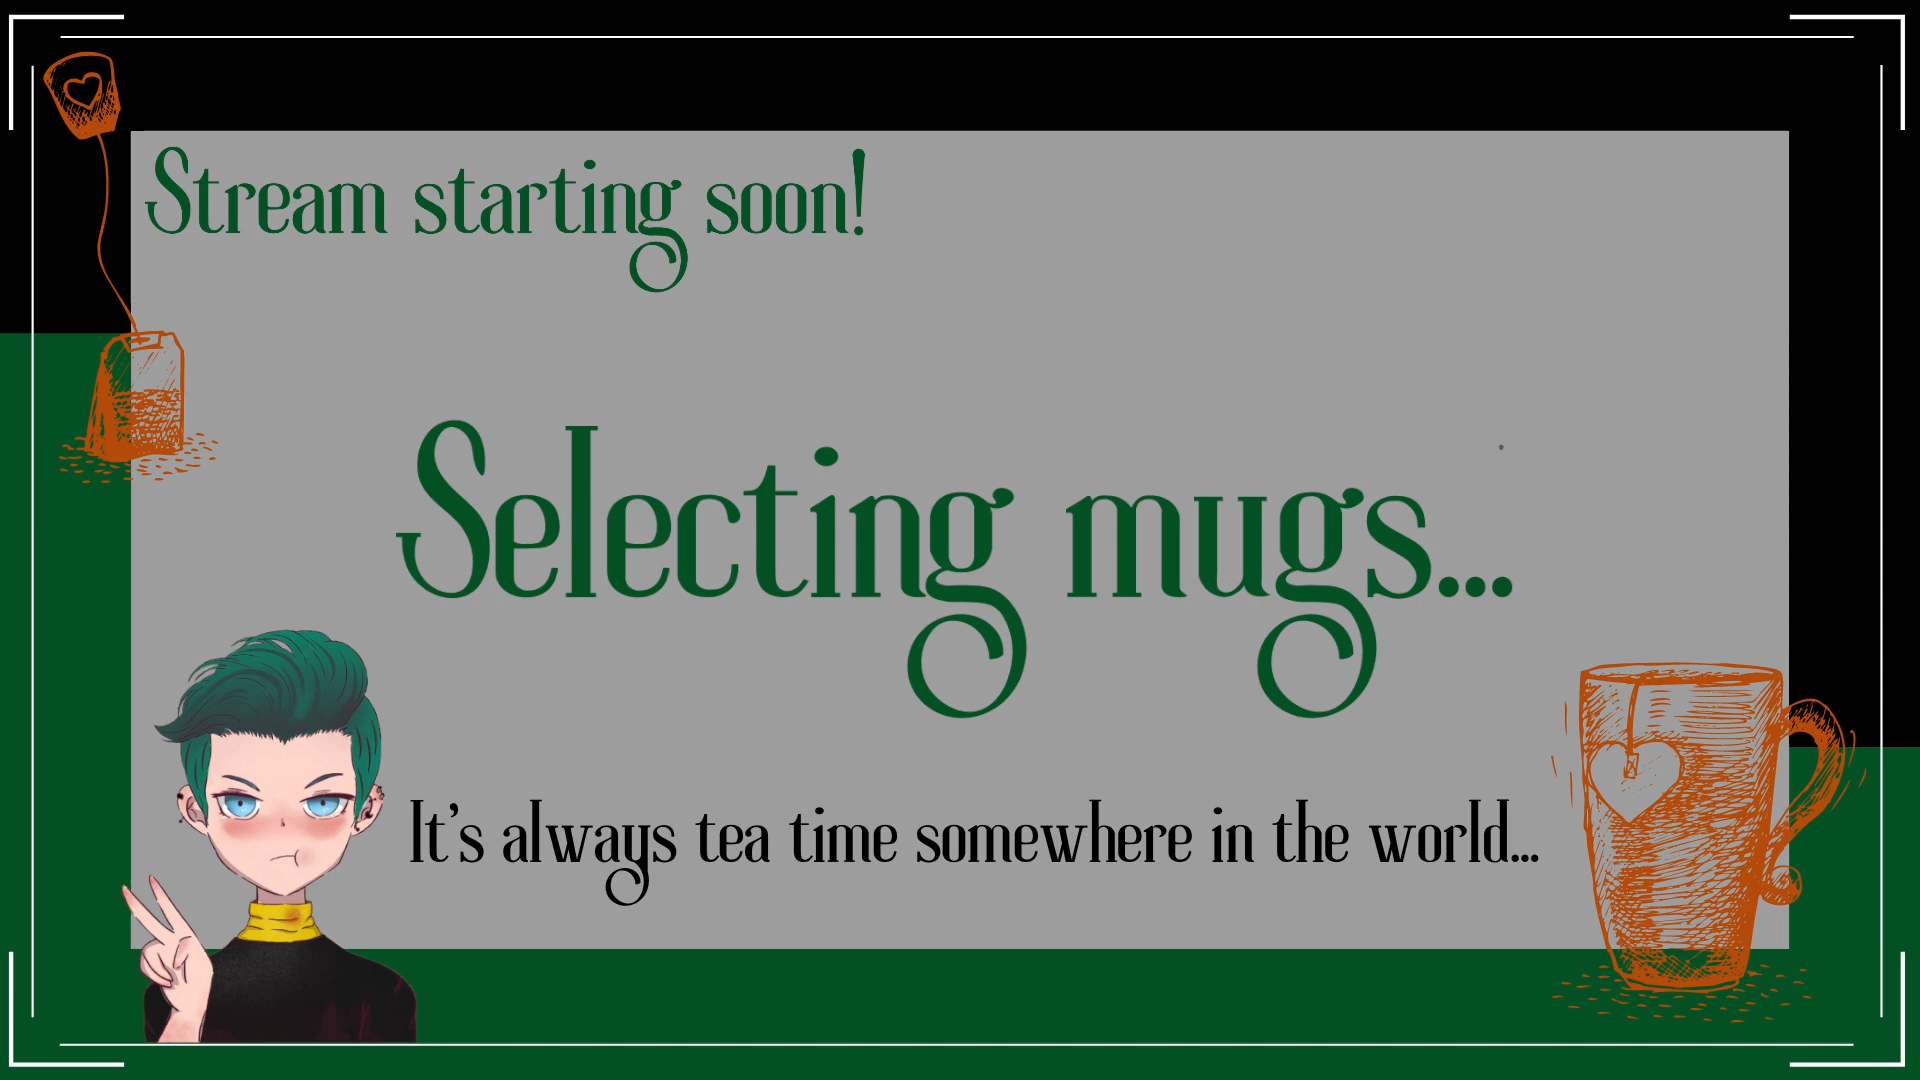 Stream starting soon!
Selecting mugs...
It's always tea time somewhere in the world...